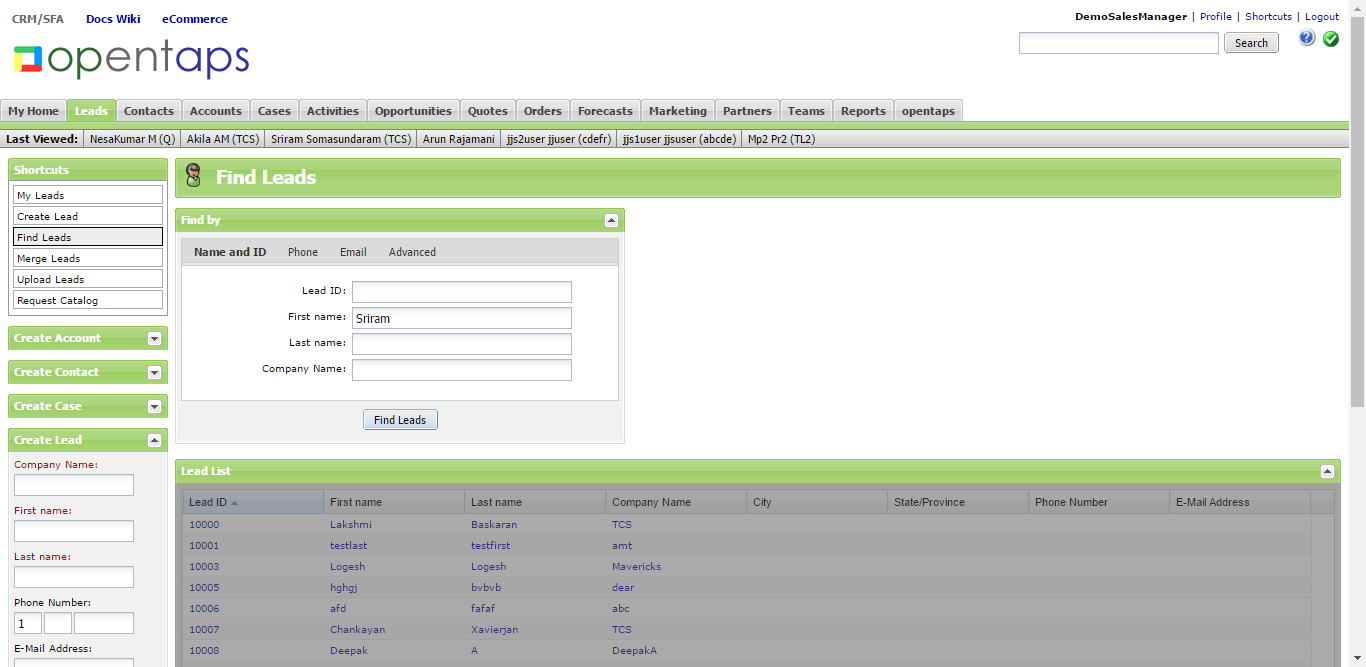 CRM/SFA Docs Wiki eCommerce
DemoSalesManager | Profile | Shortcuts | Logout
opentaps
Search
?
My Home Leads Contacts Accounts Cases Activities Opportunities Quotes Orders Forecasts Marketing Partners Teams Reports opentaps
Last Viewed: NesaKumar M (Q) Akila AM (TCS) Sriram Somasundaram (TCS) Arun Rajamani jjs2user jjuser (cdefr) jjs1user jjsuser (abcde) Mp2 Pr2 (TL2)
Shortcuts
My Leads
Create Lead
Find Leads
Merge Leads
Upload Leads
Request Catalog
Create Account
Create Contact
Create Case
Create Lead
Company Name:
First name:
Last name:
Phone Number:
1
E-Mail Address:
Find Leads
Find by
Name and ID Phone Email Advanced
Lead ID:
First name: Sriram
Last name:
Company Name:
Find Leads
Lead List
Lead ID First name Last name Company Name City State/Province Phone Number E-Mail Address
10000 Lakshmi Baskaran TCS
10001 testlast testfirst amt
10003 Logesh Logesh Mavericks
10005 hghgj bvbvb dear
10006 afd fafaf abc
10007 Chankayan Xavierjan TCS
10008 Deepak A DeepakA